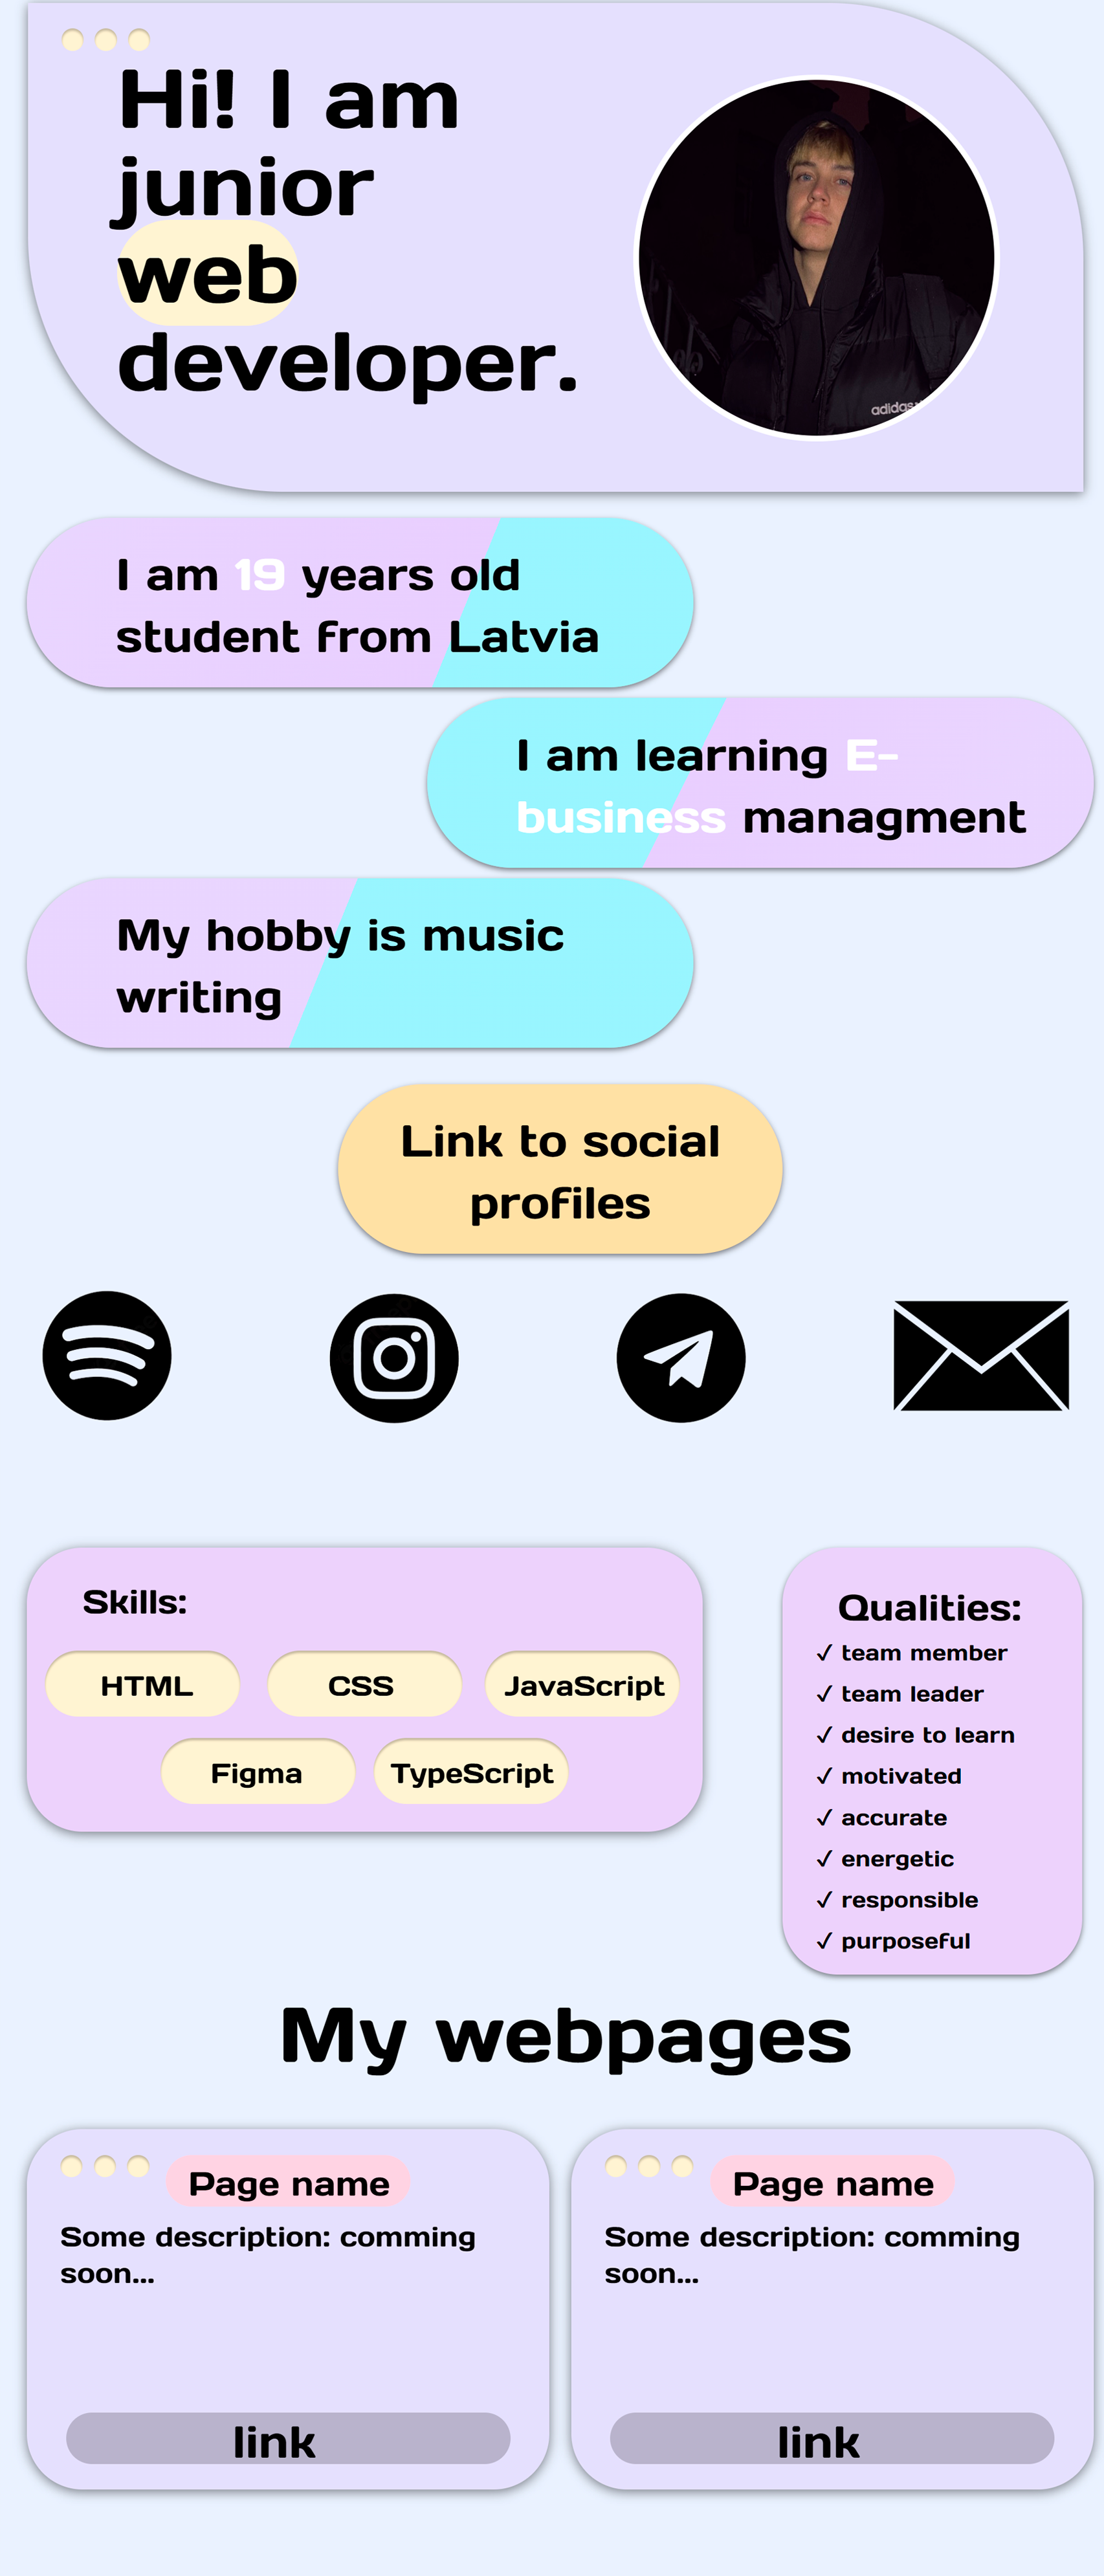 Hi! I am
junior
web
developer.
adidas
I am 19 years old
student from Latvia
I am learning E-
business managment
My hobby is music
writing
Link to social
profiles
Skills:
HTML CSS JavaScript
Figma TypeScript
Qualities:
✓ team member
✓ team leader
✓ desire to learn
✓ motivated
✓ accurate
✓ energetic
✓ responsible
✓ purposeful
My webpages
Page name
Some description: comming
soon...
link
Page name
Some description: comming
soon...
link